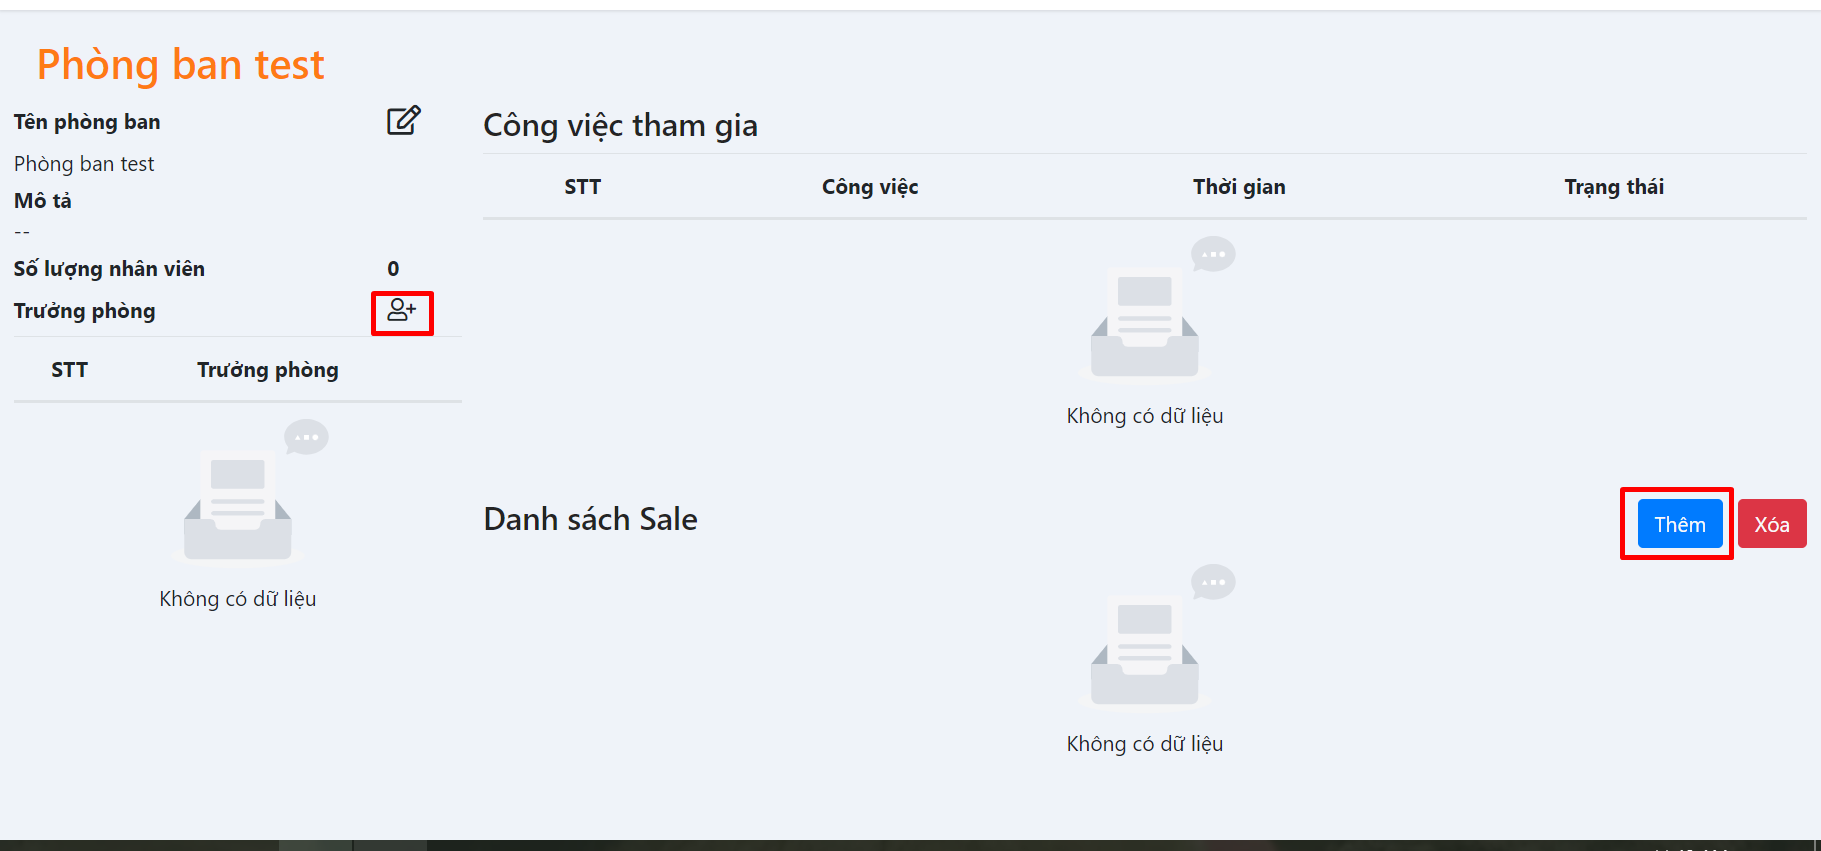 Phòng ban test
Tên phòng ban
Phòng ban test
Mô tả
--
Số lượng nhân viên 0
Trưởng phòng
STT Trưởng phòng
Không có dữ liệu
Công việc tham gia
STT Công việc Thời gian Trạng thái
Không có dữ liệu
Danh sách Sale Thêm Xóa
Không có dữ liệu